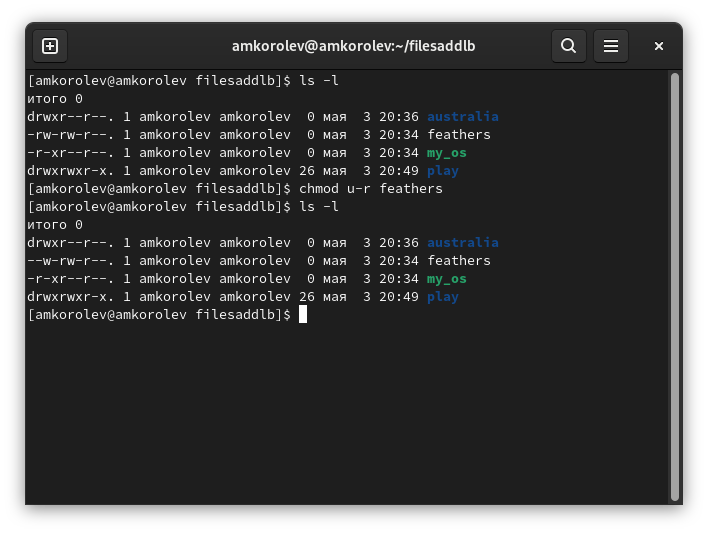 amkorolev@amkorolev:~/filesaddlb
[amkorolev@amkorolev filesaddlb]$ ls -l
итого 0
drwxr--r--. 1 amkorolev amkorolev  0 мая  3 20:36 australia
-rw-rw-r--. 1 amkorolev amkorolev  0 мая  3 20:34 feathers
-r-xr--r--. 1 amkorolev amkorolev  0 мая  3 20:34 my_os
drwxrwxr-x. 1 amkorolev amkorolev 26 мая  3 20:49 play
[amkorolev@amkorolev filesaddlb]$ chmod u-r feathers
[amkorolev@amkorolev filesaddlb]$ ls -l
итого 0
drwxr--r--. 1 amkorolev amkorolev  0 мая  3 20:36 australia
--w-rw-r--. 1 amkorolev amkorolev  0 мая  3 20:34 feathers
-r-xr--r--. 1 amkorolev amkorolev  0 мая  3 20:34 my_os
drwxrwxr-x. 1 amkorolev amkorolev 26 мая  3 20:49 play
[amkorolev@amkorolev filesaddlb]$